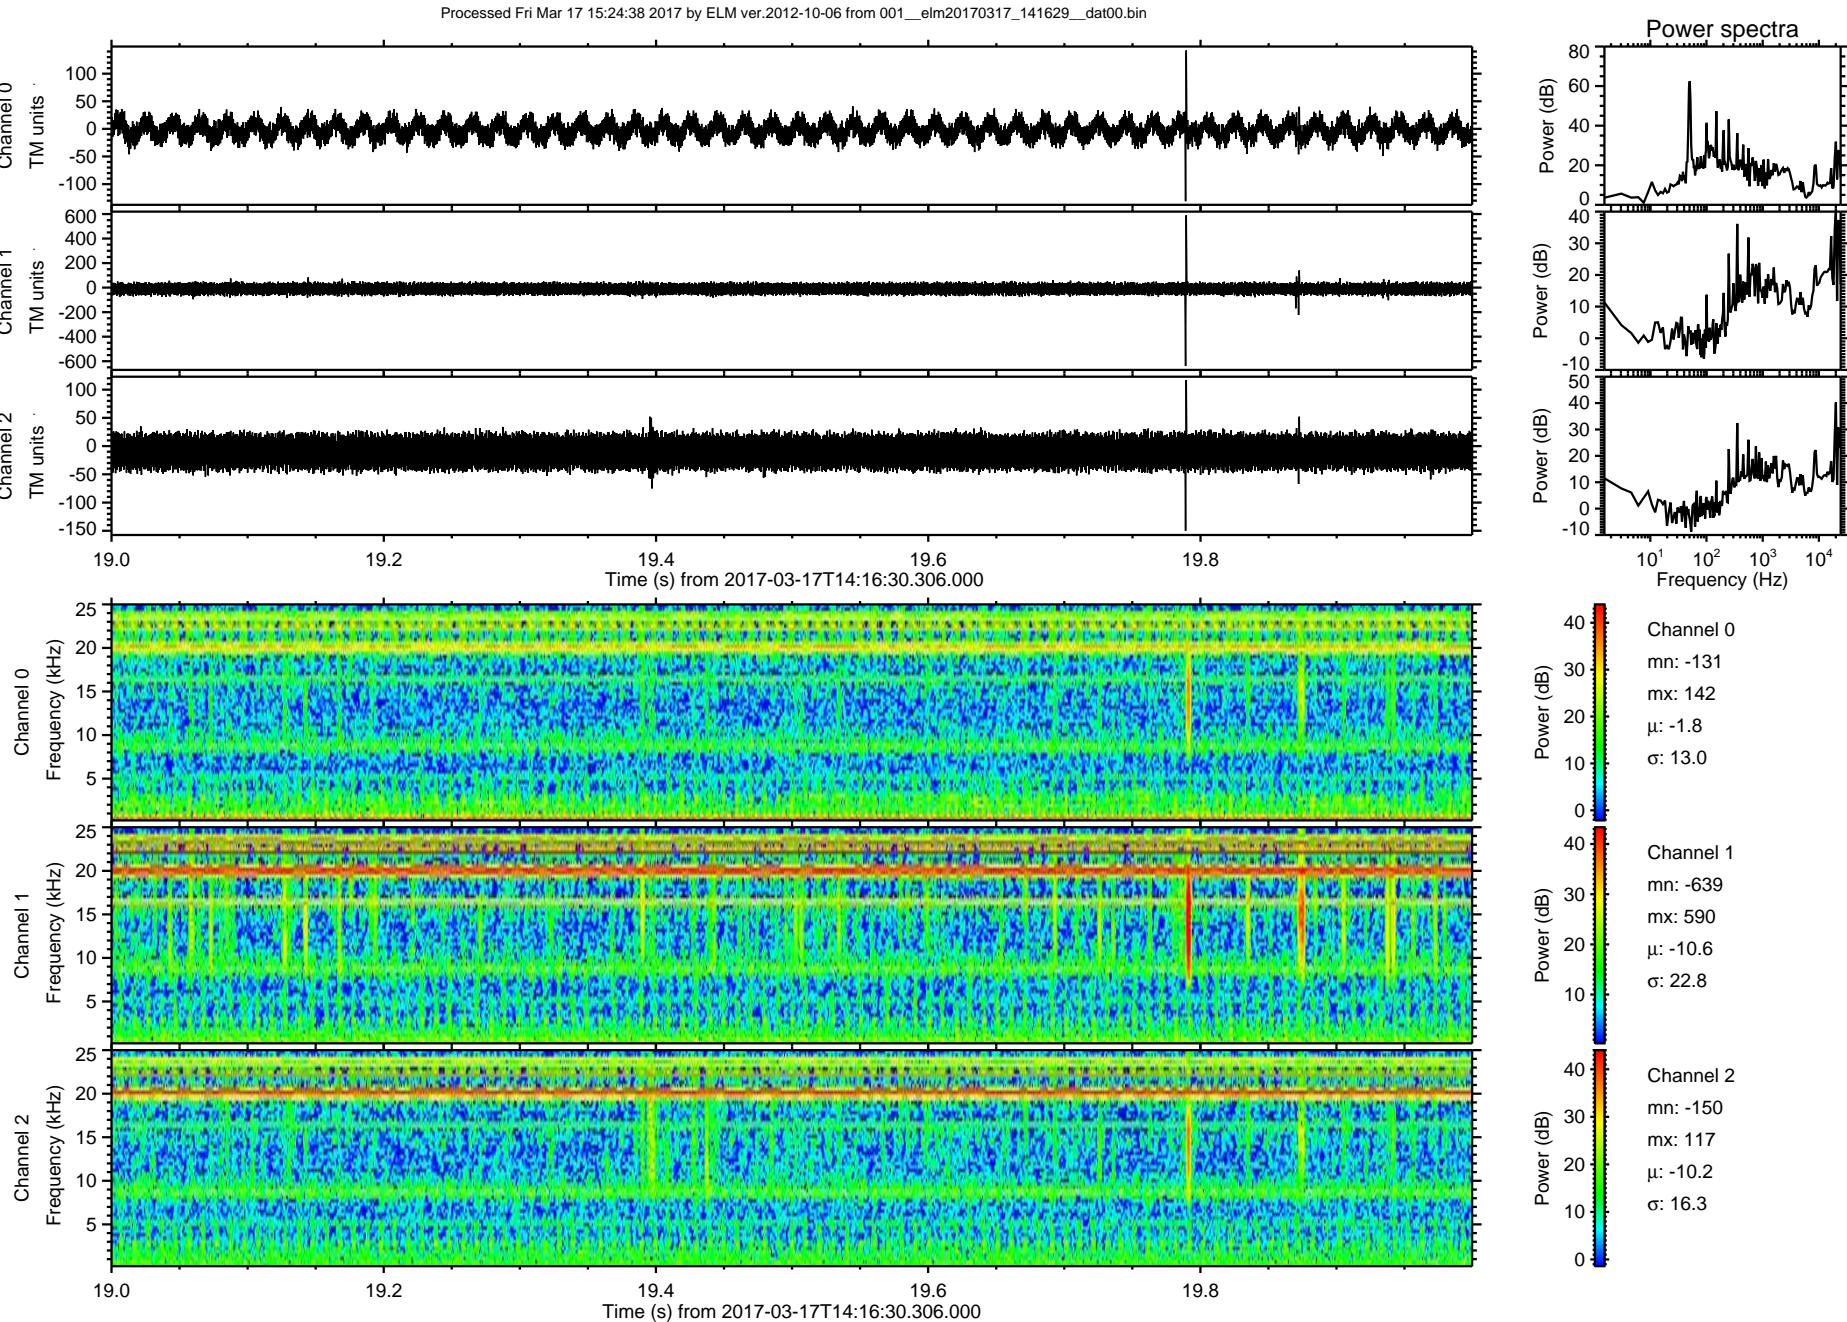 Processed Fri Mar 17 15:24:38 2017 by ELM ver.2012-10-06 from 001__elm20170317_141629__dat00.bin
Power spectra
Channel 0
TM units
100
50
0
-50
-100
Power (dB)
80
60
40
20
0
Channel 1
TM units
600
400
200
0
-200
-400
-600
Power (dB)
40
30
20
10
0
-10
Channel 2
TM units
100
50
0
-50
-100
-150
Power (dB)
50
40
30
20
10
0
-10
19.0 19.2 19.4 19.6 19.8
Time (s) from 2017-03-17T14:16:30.306.000
10^1 10^2 10^3 10^4
Frequency (Hz)
Channel 0
Frequency (kHz)
25
20
15
10
5
Power (dB)
40
30
20
10
0
Channel 0
mn: -131
mx: 142
μ: -1.8
σ: 13.0
Channel 1
Frequency (kHz)
25
20
15
10
5
Power (dB)
40
30
20
10
Channel 1
mn: -639
mx: 590
μ: -10.6
σ: 22.8
Channel 2
Frequency (kHz)
25
20
15
10
5
Power (dB)
40
30
20
10
0
Channel 2
mn: -150
mx: 117
μ: -10.2
σ: 16.3
19.0 19.2 19.4 19.6 19.8
Time (s) from 2017-03-17T14:16:30.306.000